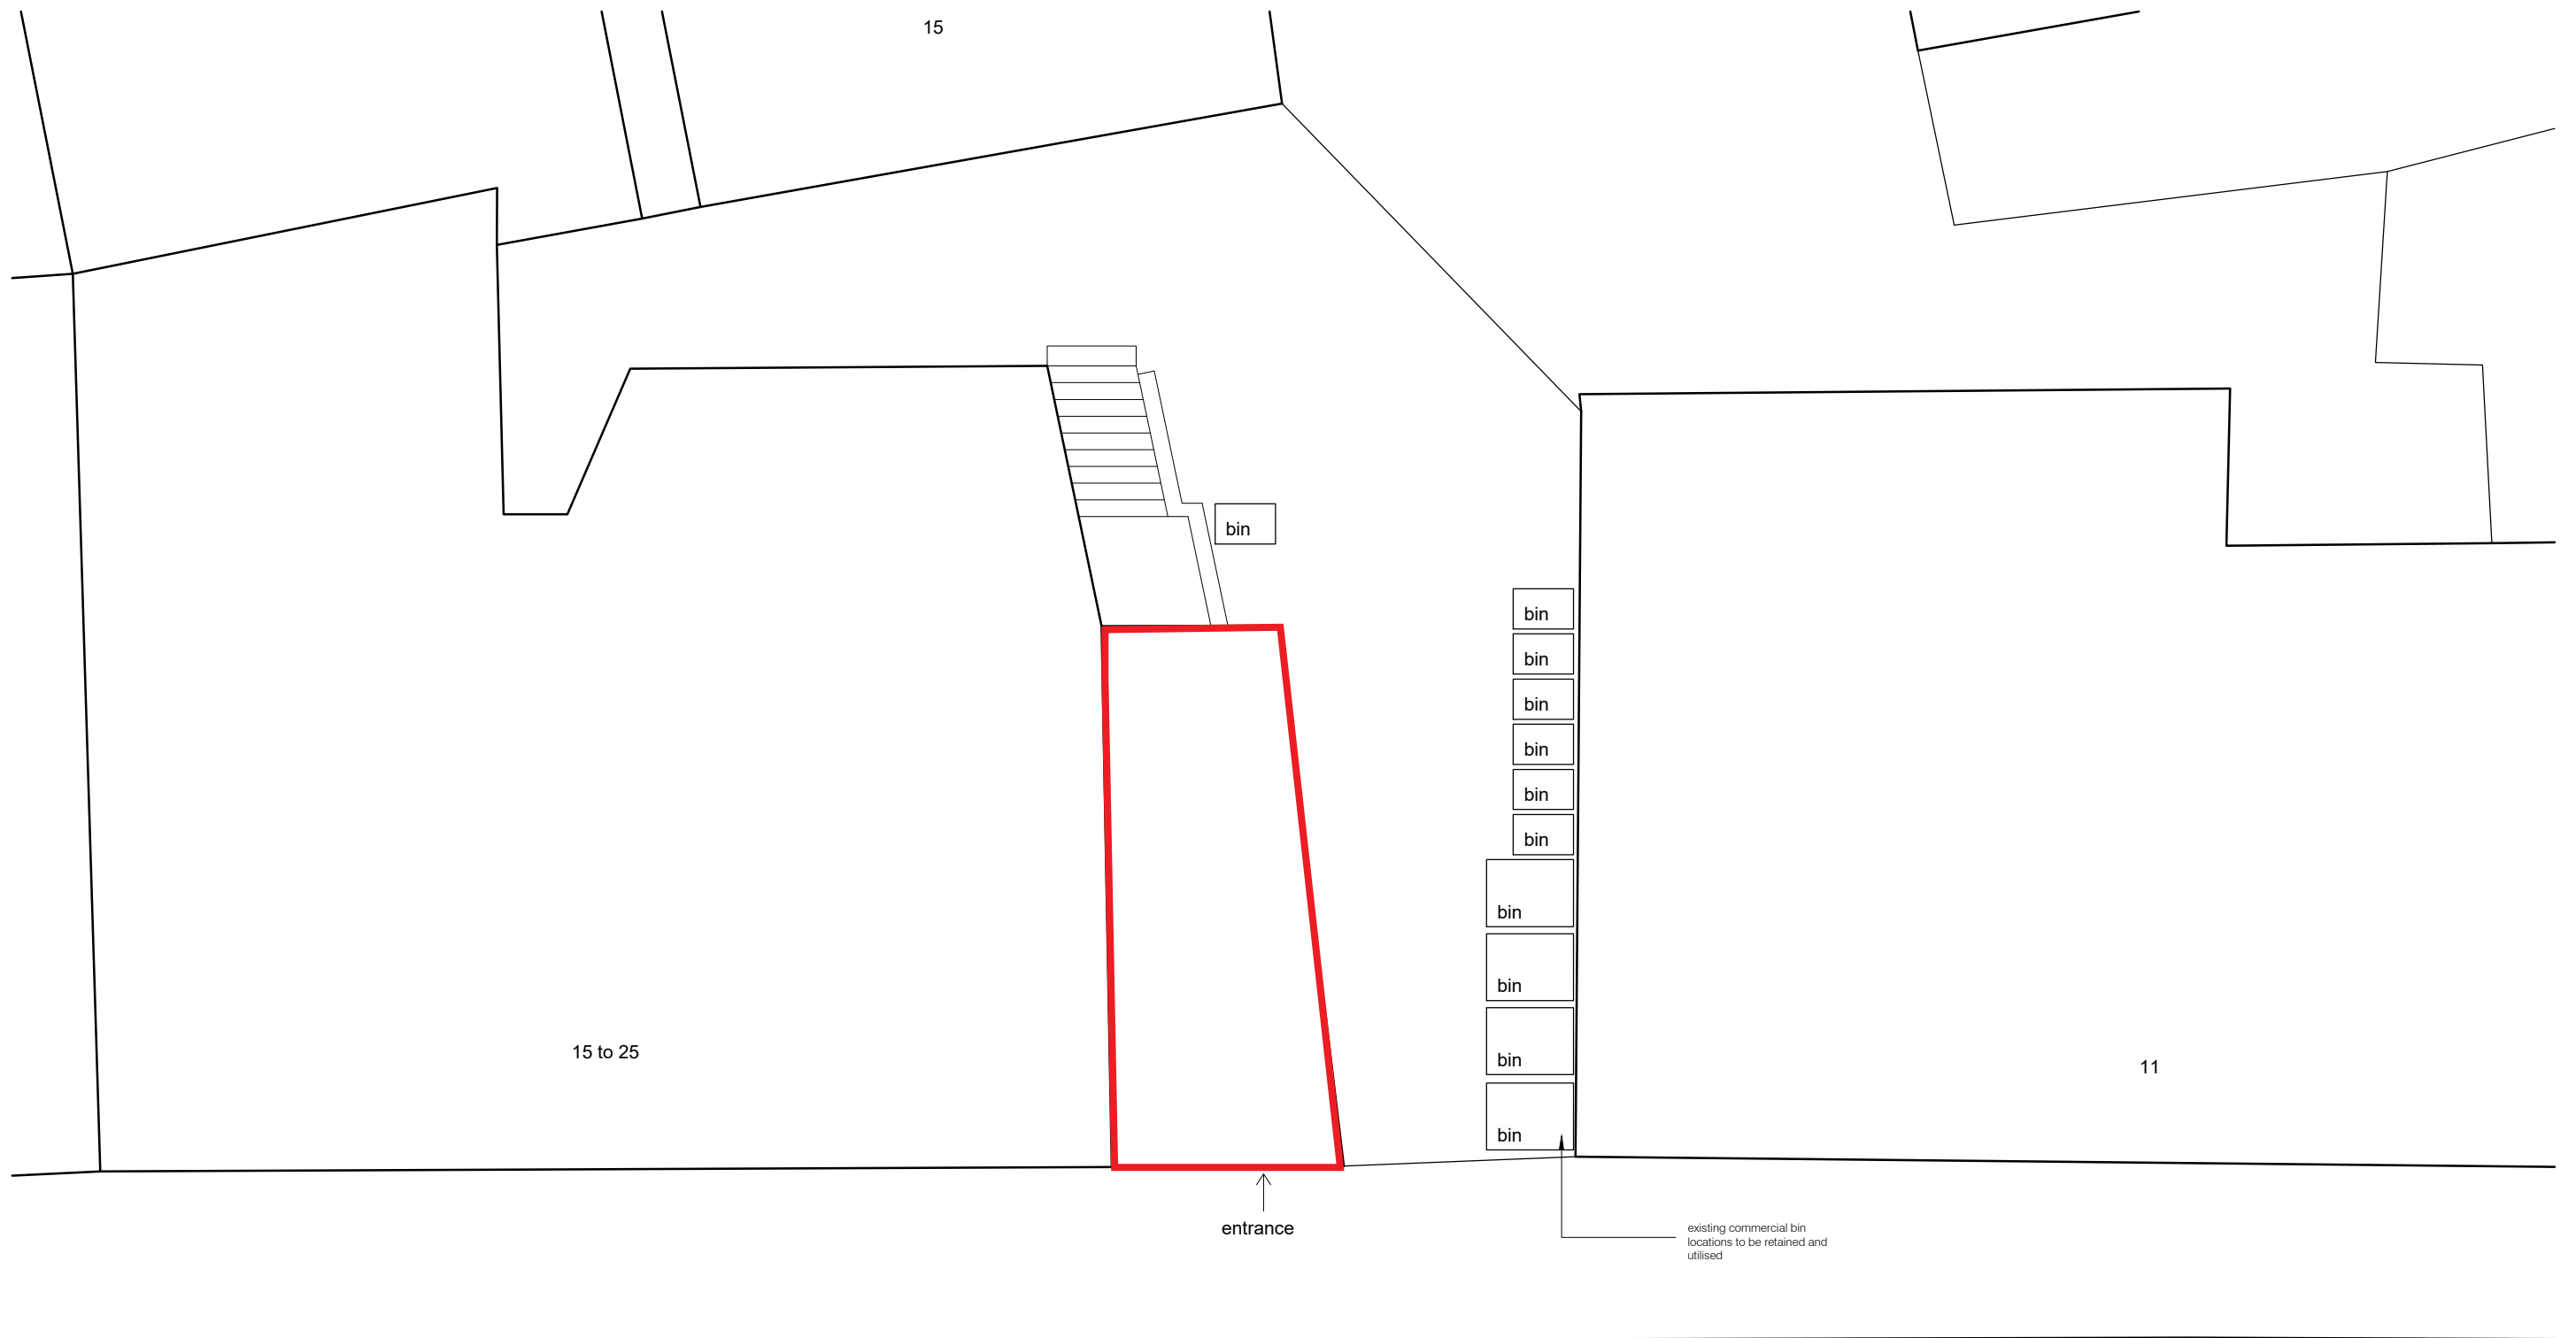 15
bin
bin
bin
bin
bin
bin
bin
bin
bin
bin
bin
15 to 25
11
entrance
existing commercial bin
locations to be retained and
utilised